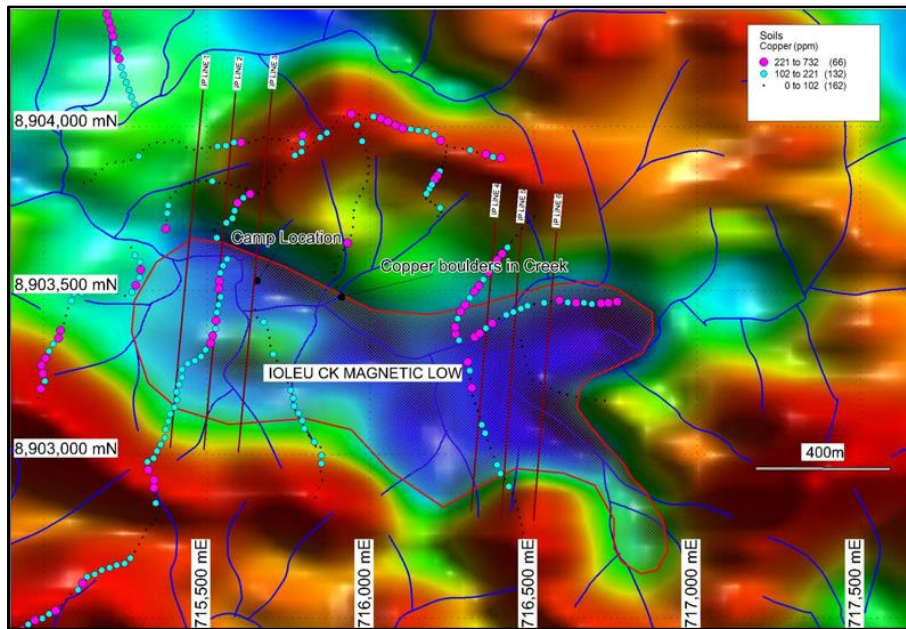 Soils
Copper (ppm)
221 to 732 (66)
102 to 221 (132)
0 to 102 (162)
IP LINE 1
IP LINE 2
IP LINE 3
8,904,000 mN
IP LINE 4
IP LINE 5
IP LINE 6
Camp Location
Copper boulders in Creek
8,903,500 mN
IOLEU CK MAGNETIC LOW
8,903,000 mN
400m
715,500 mE
716,000 mE
716,500 mE
717,000 mE
717,500 mE